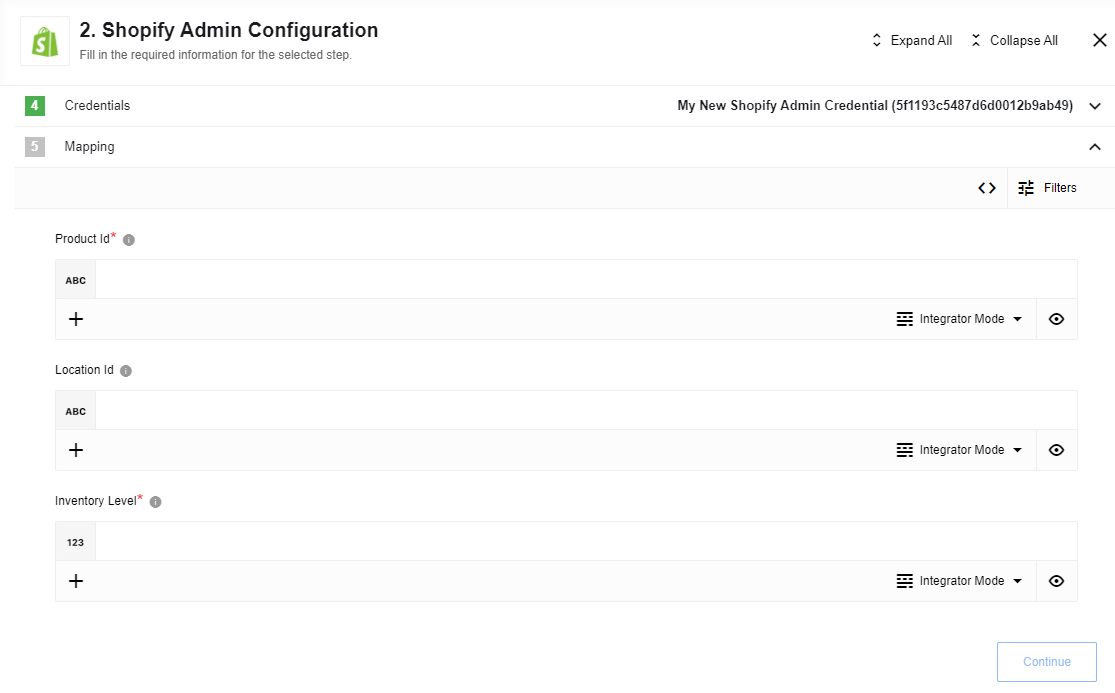 2. Shopify Admin Configuration
Fill in the required information for the selected step.
Expand All
Collapse All
4
Credentials
My New Shopify Admin Credential (5f1193c5487d6d0012b9ab49)
5
Mapping
Filters
Product Id*
ABC
Integrator Mode
Location Id
ABC
Integrator Mode
Inventory Level*
123
Integrator Mode
Continue